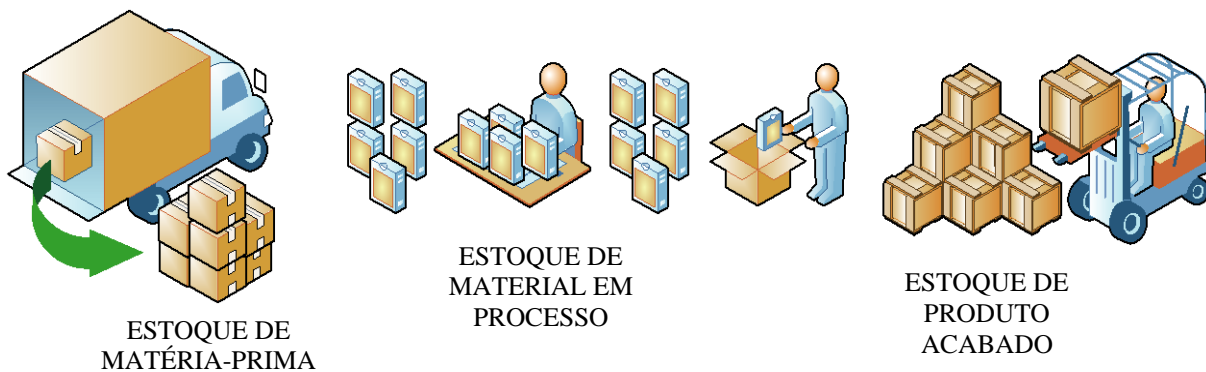 ESTOQUE DE
MATÉRIA-PRIMA
ESTOQUE DE
MATERIAL EM
PROCESSO
ESTOQUE DE
PRODUTO
ACABADO